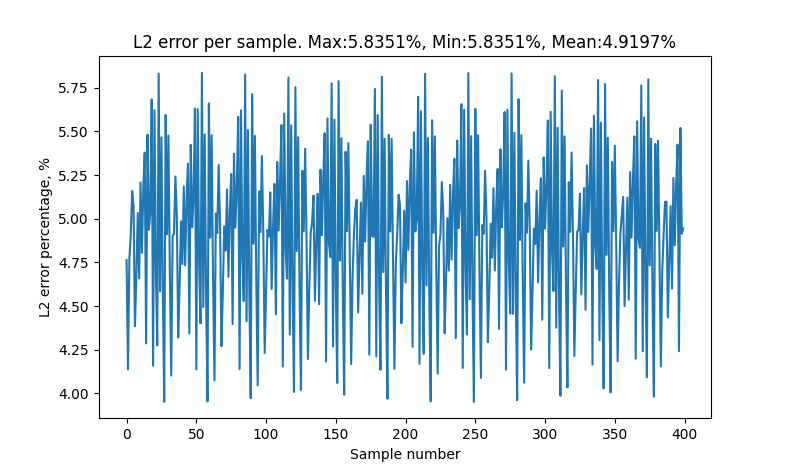 L2 error per sample. Max:5.8351%, Min:5.8351%, Mean:4.9197%
L2 error percentage, %
5.75
5.50
5.25
5.00
4.75
4.50
4.25
4.00
0 50 100 150 200 250 300 350 400
Sample number